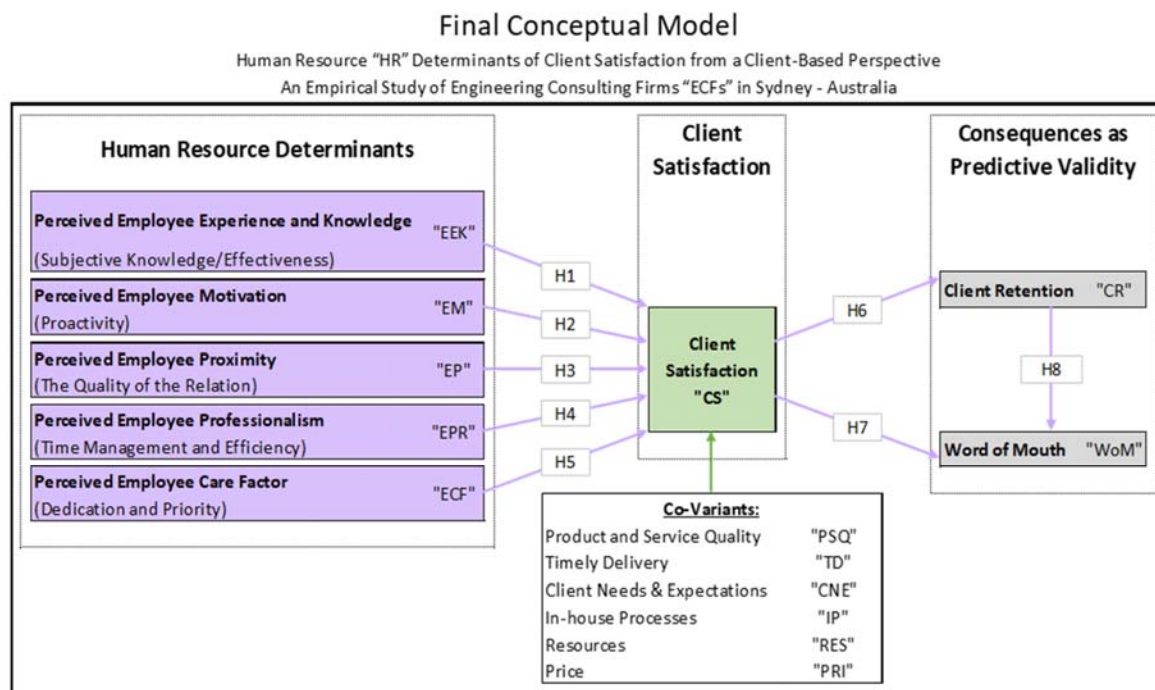 Final Conceptual Model
Human Resource “HR” Determinants of Client Satisfaction from a Client-Based Perspective
An Empirical Study of Engineering Consulting Firms “ECFs” in Sydney - Australia
Human Resource Determinants
Perceived Employee Experience and Knowledge "EEK"
(Subjective Knowledge/Effectiveness)
Perceived Employee Motivation "EM"
(Proactivity)
Perceived Employee Proximity "EP"
(The Quality of the Relation)
Perceived Employee Professionalism "EPR"
(Time Management and Efficiency)
Perceived Employee Care Factor "ECF"
(Dedication and Priority)
H1
H2
H3
H4
H5
Client
Satisfaction
Client
Satisfaction
"CS"
Co-Variants:
Product and Service Quality "PSQ"
Timely Delivery "TD"
Client Needs & Expectations "CNE"
In-house Processes "IP"
Resources "RES"
Price "PRI"
H6
H7
Consequences as
Predictive Validity
Client Retention "CR"
H8
Word of Mouth "WoM"